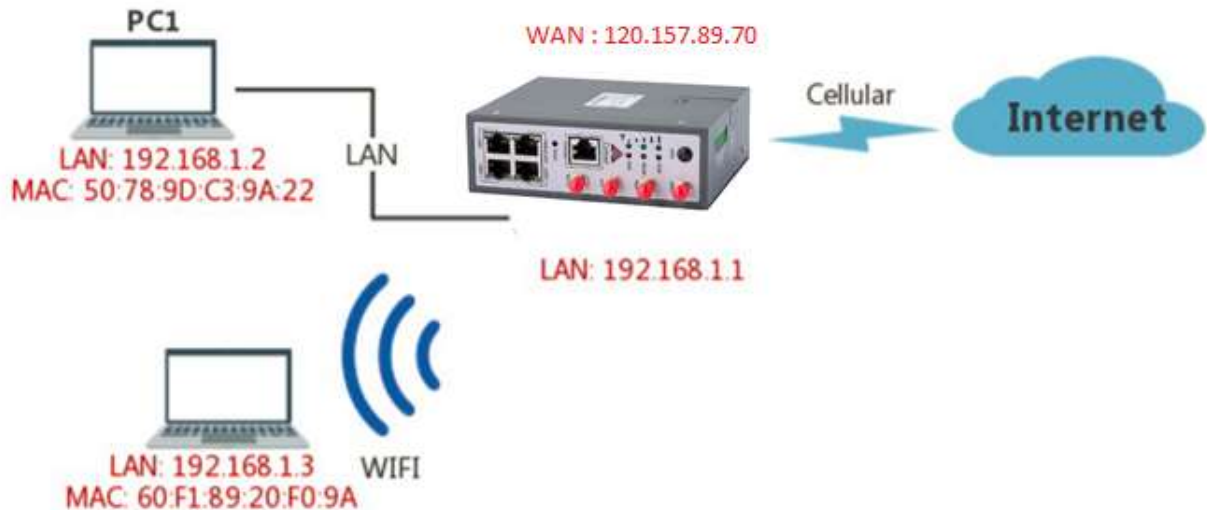 PC1
WAN : 120.157.89.70
Cellular
Internet
LAN: 192.168.1.2
MAC: 50:78:9D:C3:9A:22
LAN
LAN: 192.168.1.1
LAN: 192.168.1.3
MAC: 60:F1:89:20:F0:9A
WIFI